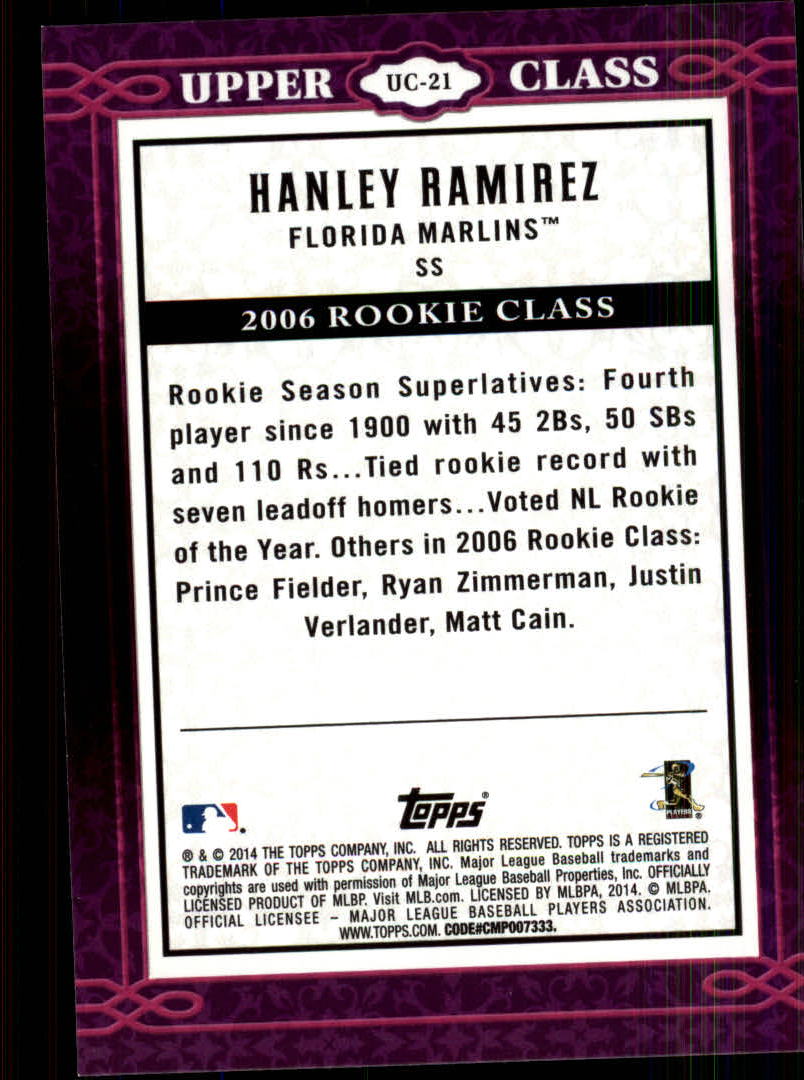 UPPER UC-21 CLASS
HANLEY RAMIREZ
FLORIDA MARLINS™
SS
2006 ROOKIE CLASS
Rookie Season Superlatives: Fourth
player since 1900 with 45 2Bs, 50 SBs
and 110 Rs...Tied rookie record with
seven leadoff homers...Voted NL Rookie
of the Year. Others in 2006 Rookie Class:
Prince Fielder, Ryan Zimmerman, Justin
Verlander, Matt Cain.
topps®
PLAYERS ®
® & © 2014 THE TOPPS COMPANY, INC. ALL RIGHTS RESERVED. TOPPS IS A REGISTERED
TRADEMARK OF THE TOPPS COMPANY, INC. Major League Baseball trademarks and
copyrights are used with permission of Major League Baseball Properties, Inc. OFFICIALLY
LICENSED PRODUCT OF MLBP. Visit MLB.com. LICENSED BY MLBPA, 2014. © MLBPA.
OFFICIAL LICENSEE – MAJOR LEAGUE BASEBALL PLAYERS ASSOCIATION.
WWW.TOPPS.COM. CODE#CMP007333.